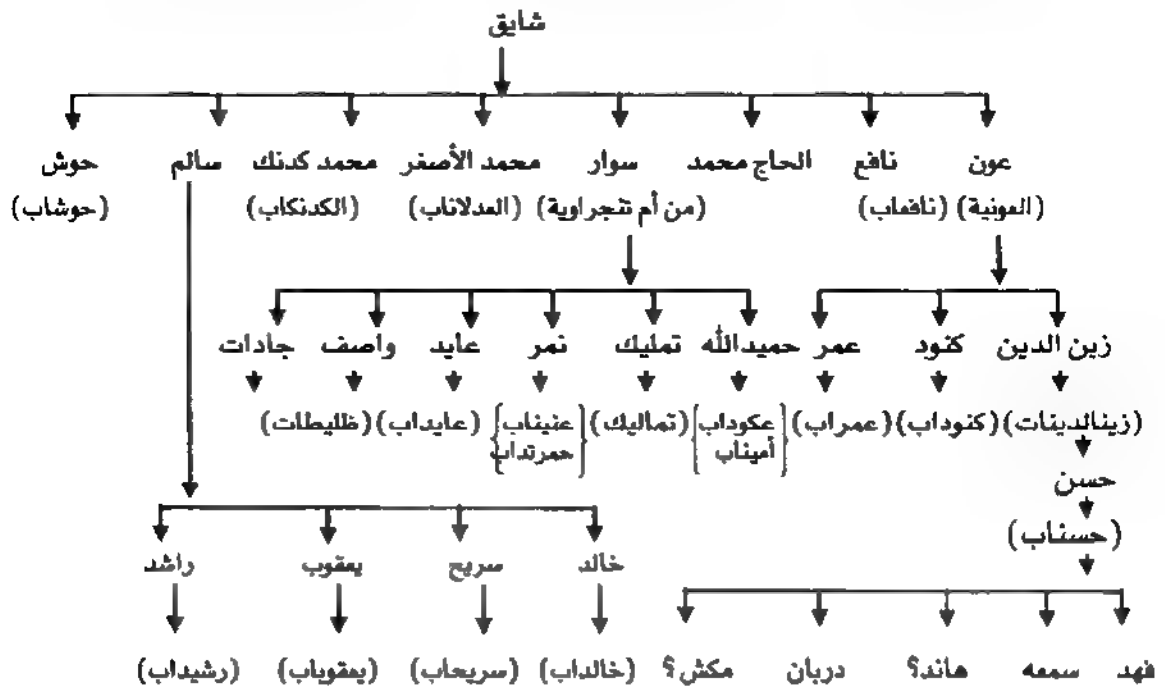 شايق
عون نافع الحاج محمد سوار محمد الأصغر محمد كدنك سالم حوش
(العونية) (نافعاب) (من أم تنجراوية) (العدلاناب) (الكدنكاب) (حوشاب)
زين الدين كنود عمر حميدالله تمليك نمر عايد واصف جادات
(زينالدينات) (كنوداب) (عمراب) {عكوداب (تماليك) {عنيناب (عايداب) (ظليطات)
أميناب} حمرتداب}
حسن
(حسناب)
خالد سريح يعقوب راشد
فهد سمعه هاند؟ دربان مكش؟ (خالداب) (سريحاب) (يعقوباب) (رشيداب)